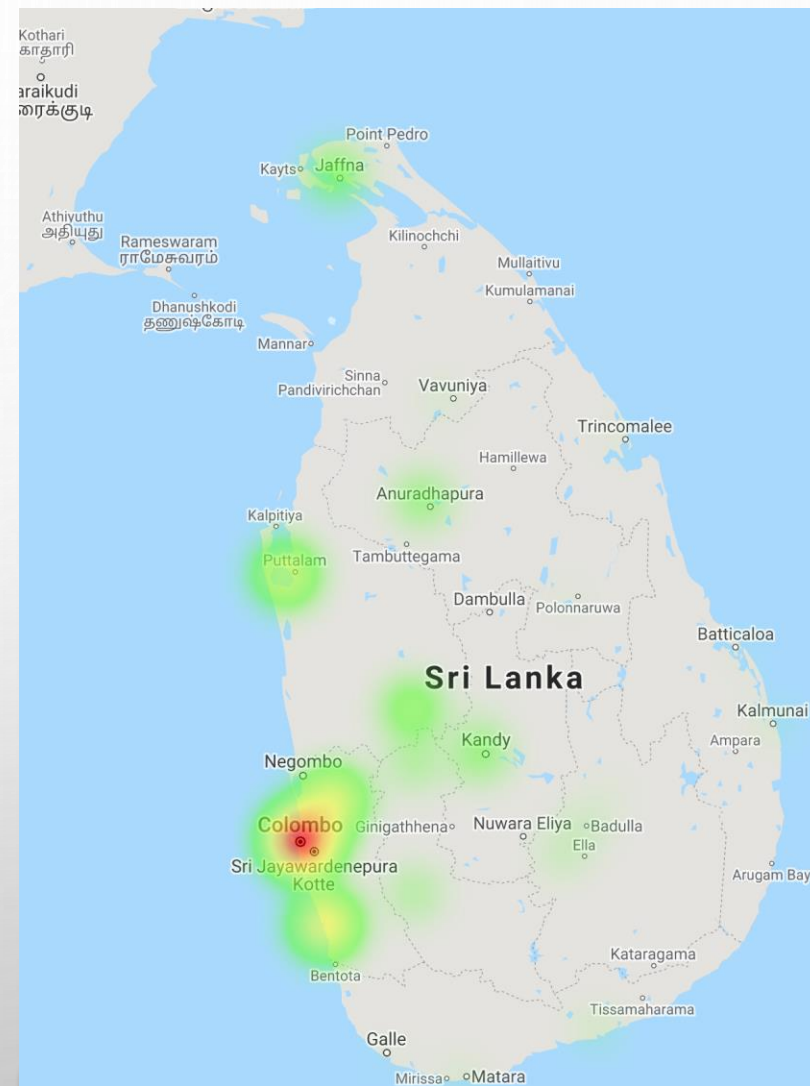 Kothari
காதாரி
araikudi
ரைக்குடி
Point Pedro
Kayts
Jaffna
Athiyuthu
அதியுது
Rameswaram
ராமேசுவரம்
Kilinochchi
Mullaitivu
Kumulamanai
Dhanushkodi
தணுஷ்கோடி
Mannar
Sinna
Pandivirichchan
Vavuniya
Trincomalee
Hamillewa
Anuradhapura
Kalpitiya
Tambuttegama
Puttalam
Dambulla
Polonnaruwa
Batticaloa
Sri Lanka
Kalmunai
Kandy
Ampara
Negombo
Colombo
Ginigathhena
Nuwara Eliya
Badulla
Ella
Sri Jayawardenepura
Kotte
Arugam Bay
Kataragama
Bentota
Tissamaharama
Galle
Mirissa
Matara